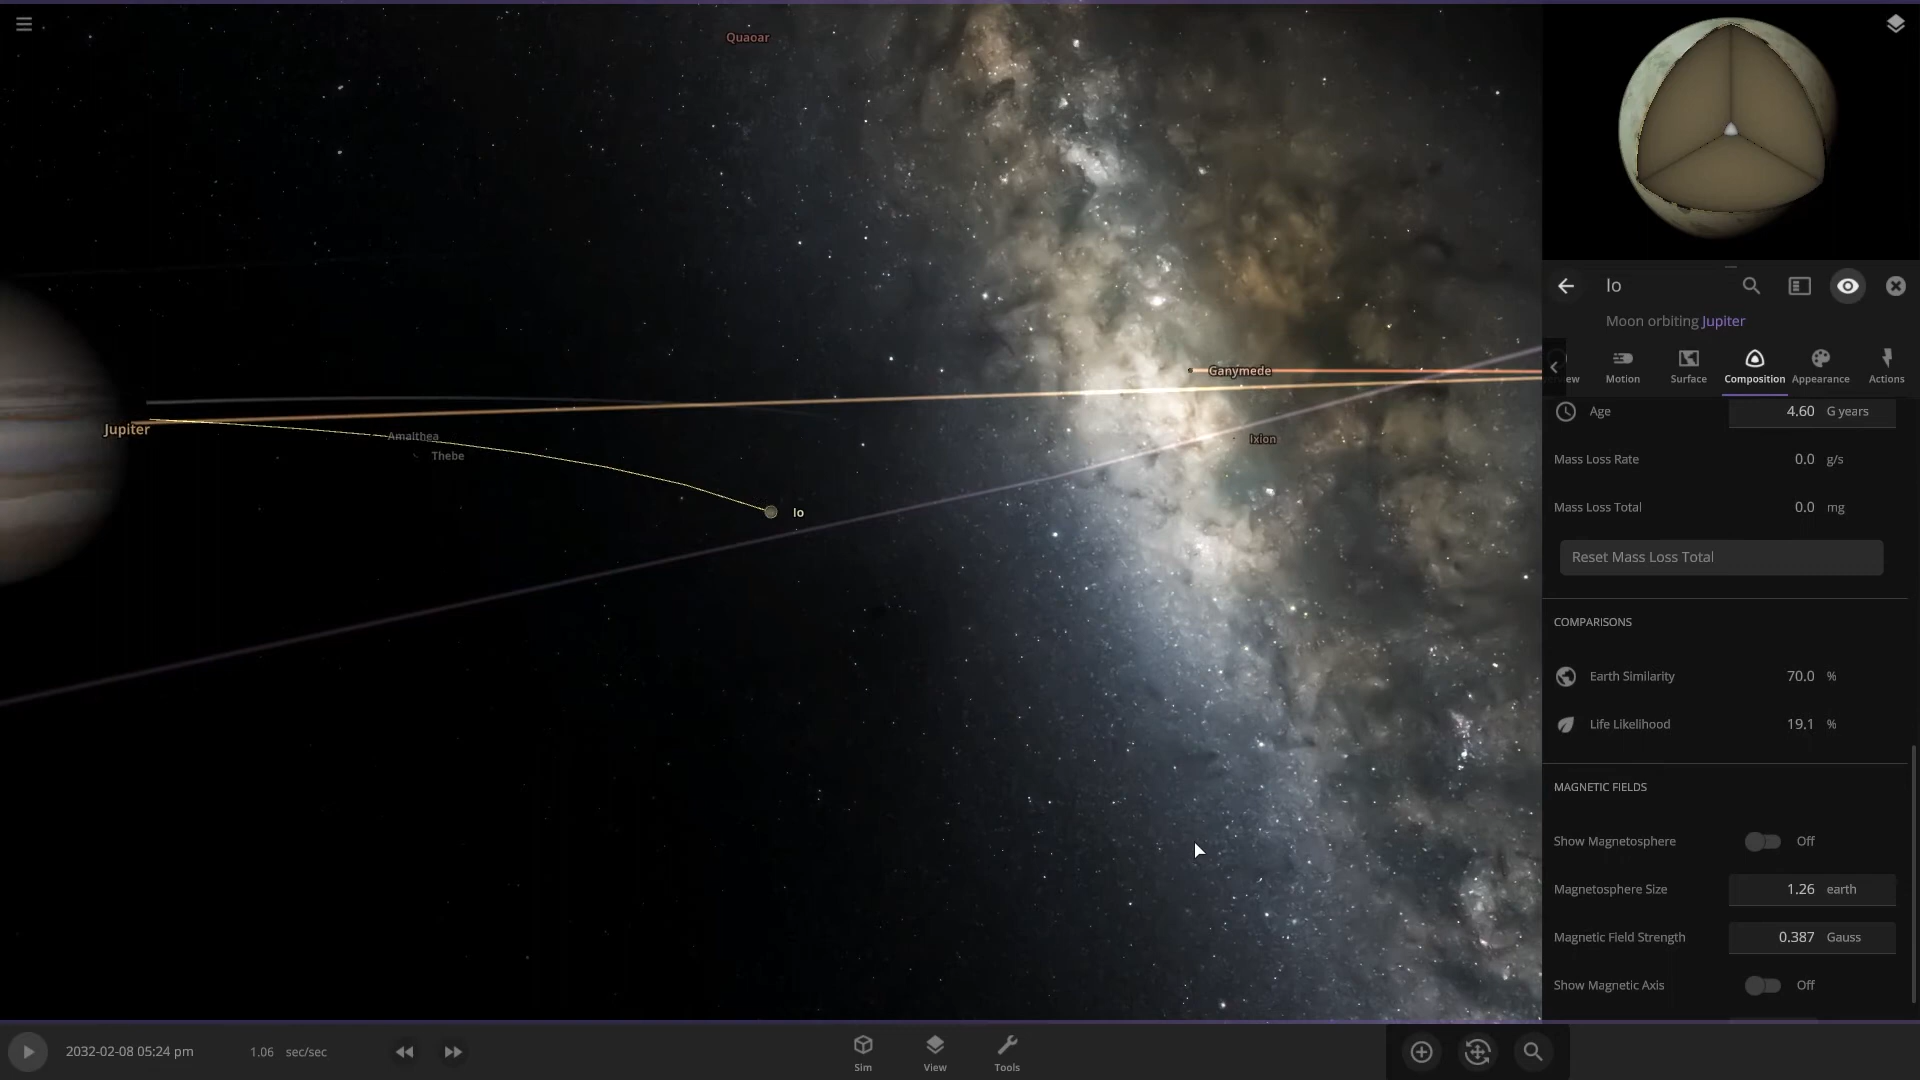 Quaoar
Ganymede
Jupiter
Amalthea
Thebe
Ixion
Io
Io
Moon orbiting Jupiter
Motion
Surface
Composition
Appearance
Actions
Age 4.60 G years
Mass Loss Rate 0.0 g/s
Mass Loss Total 0.0 mg
Reset Mass Loss Total
COMPARISONS
Earth Similarity 70.0 %
Life Likelihood 19.1 %
MAGNETIC FIELDS
Show Magnetosphere Off
Magnetosphere Size 1.26 earth
Magnetic Field Strength 0.387 Gauss
Show Magnetic Axis Off
2032-02-08 05:24 pm 1.06 sec/sec
Sim
View
Tools